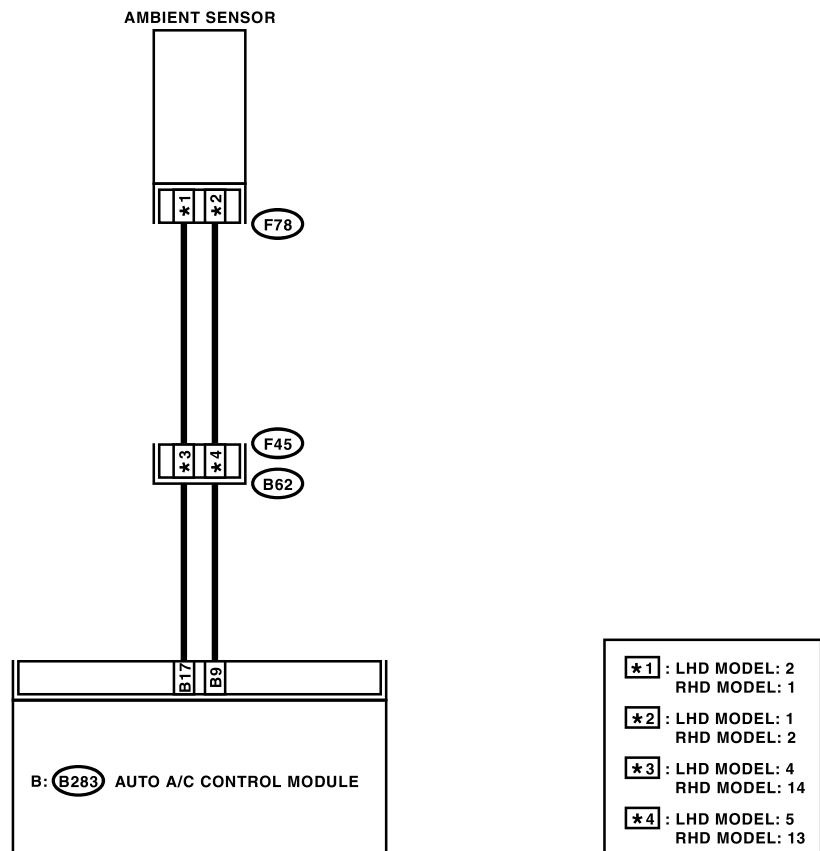 AMBIENT SENSOR
*1 *2
F78
F45
*3 *4
B62
B17 B9
B: B283 AUTO A/C CONTROL MODULE
*1 : LHD MODEL: 2
RHD MODEL: 1
*2 : LHD MODEL: 1
RHD MODEL: 2
*3 : LHD MODEL: 4
RHD MODEL: 14
*4 : LHD MODEL: 5
RHD MODEL: 13